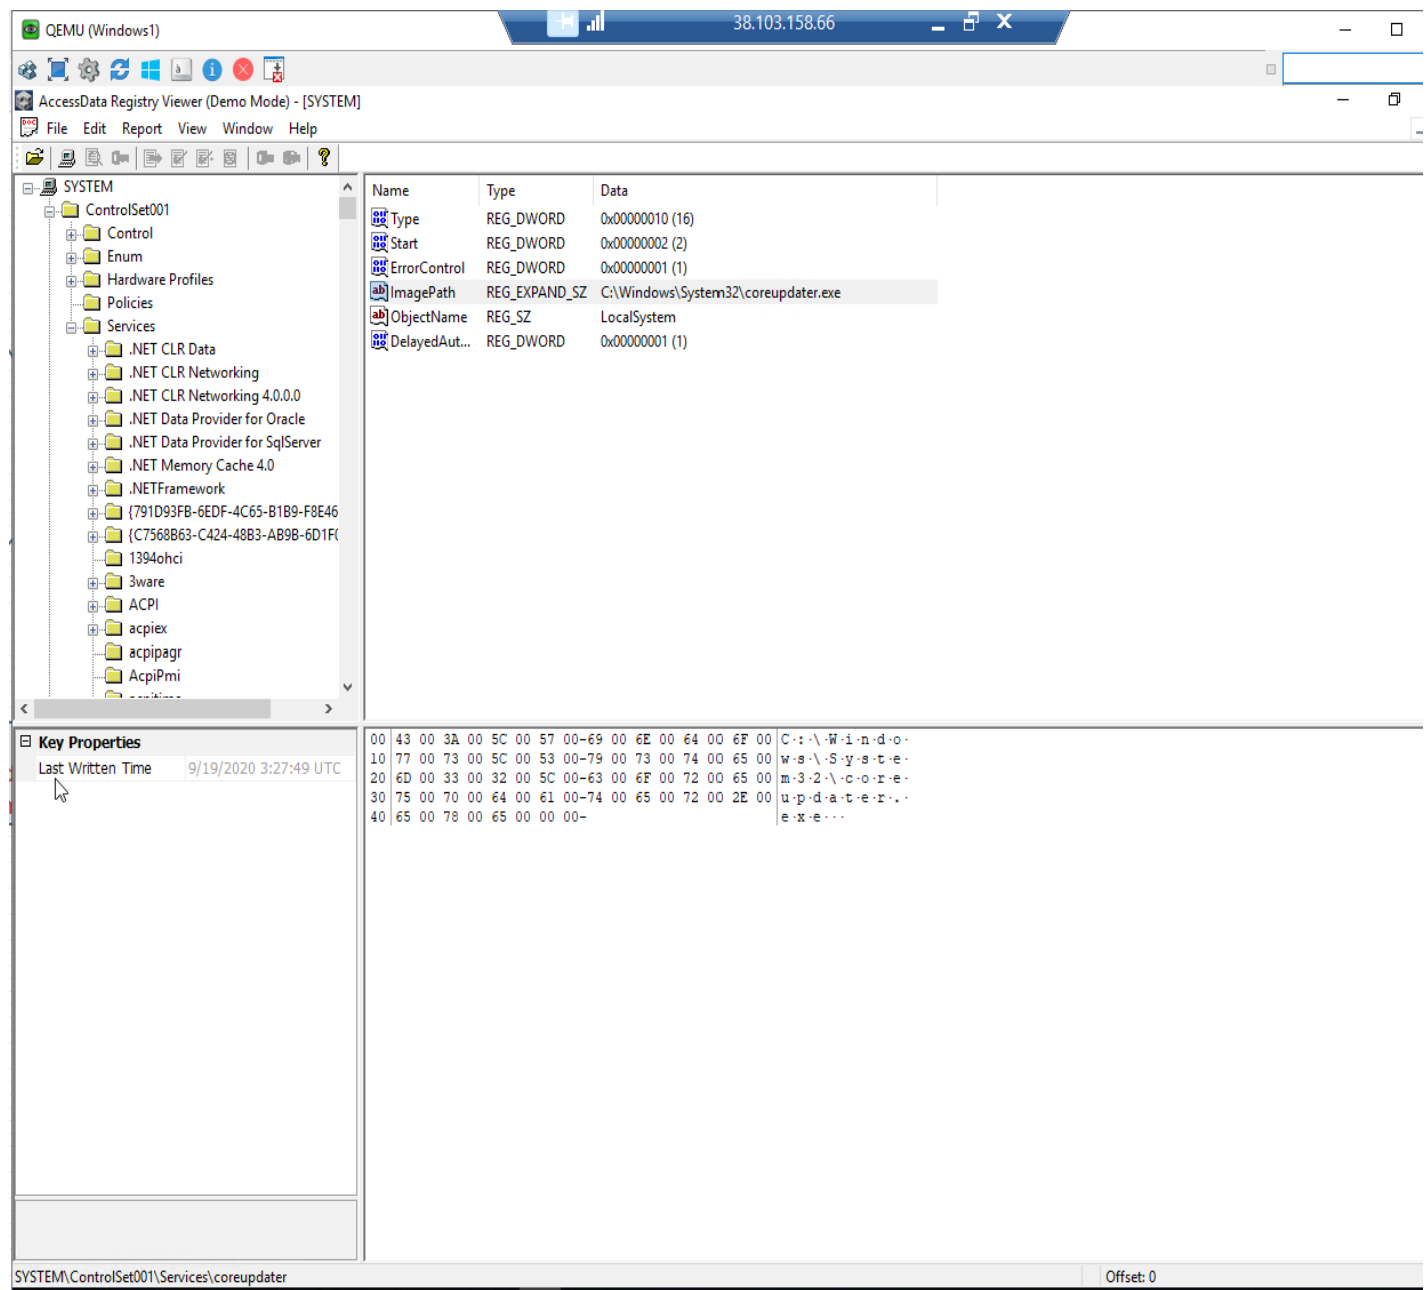 QEMU (Windows1)
38.103.158.66
AccessData Registry Viewer (Demo Mode) - [SYSTEM]
File Edit Report View Window Help
SYSTEM
ControlSet001
Control
Enum
Hardware Profiles
Policies
Services
.NET CLR Data
.NET CLR Networking
.NET CLR Networking 4.0.0.0
.NET Data Provider for Oracle
.NET Data Provider for SqlServer
.NET Memory Cache 4.0
.NETFramework
{791D93FB-6EDF-4C65-B1B9-F8E46
{C7568B63-C424-48B3-AB9B-6D1F
1394ohci
3ware
ACPI
acpiex
acpipagr
AcpiPmi
Name Type Data
Type REG_DWORD 0x00000010 (16)
Start REG_DWORD 0x00000002 (2)
ErrorControl REG_DWORD 0x00000001 (1)
ImagePath REG_EXPAND_SZ C:\Windows\System32\coreupdater.exe
ObjectName REG_SZ LocalSystem
DelayedAut... REG_DWORD 0x00000001 (1)
Key Properties
Last Written Time 9/19/2020 3:27:49 UTC
00 43 00 3A 00 5C 00 57 00-69 00 6E 00 64 00 6F 00 C·:·\·W·i·n·d·o·
10 77 00 73 00 5C 00 53 00-79 00 73 00 74 00 65 00 w·s·\·S·y·s·t·e·
20 6D 00 33 00 32 00 5C 00-63 00 6F 00 72 00 65 00 m·3·2·\·c·o·r·e·
30 75 00 70 00 64 00 61 00-74 00 65 00 72 00 2E 00 u·p·d·a·t·e·r·.·
40 65 00 78 00 65 00 00 00- e·x·e···
SYSTEM\ControlSet001\Services\coreupdater
Offset: 0